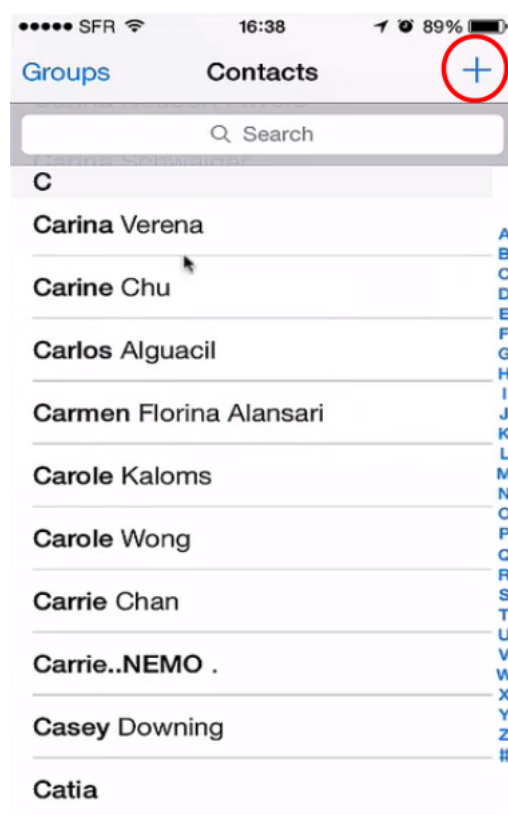 SFR 16:38 89%
Groups Contacts +
Search
C
Carina Verena
Carine Chu
Carlos Alguacil
Carmen Florina Alansari
Carole Kaloms
Carole Wong
Carrie Chan
Carrie..NEMO .
Casey Downing
Catia
A
B
C
D
E
F
G
H
I
J
K
L
M
N
O
P
Q
R
S
T
U
V
W
X
Y
Z
#